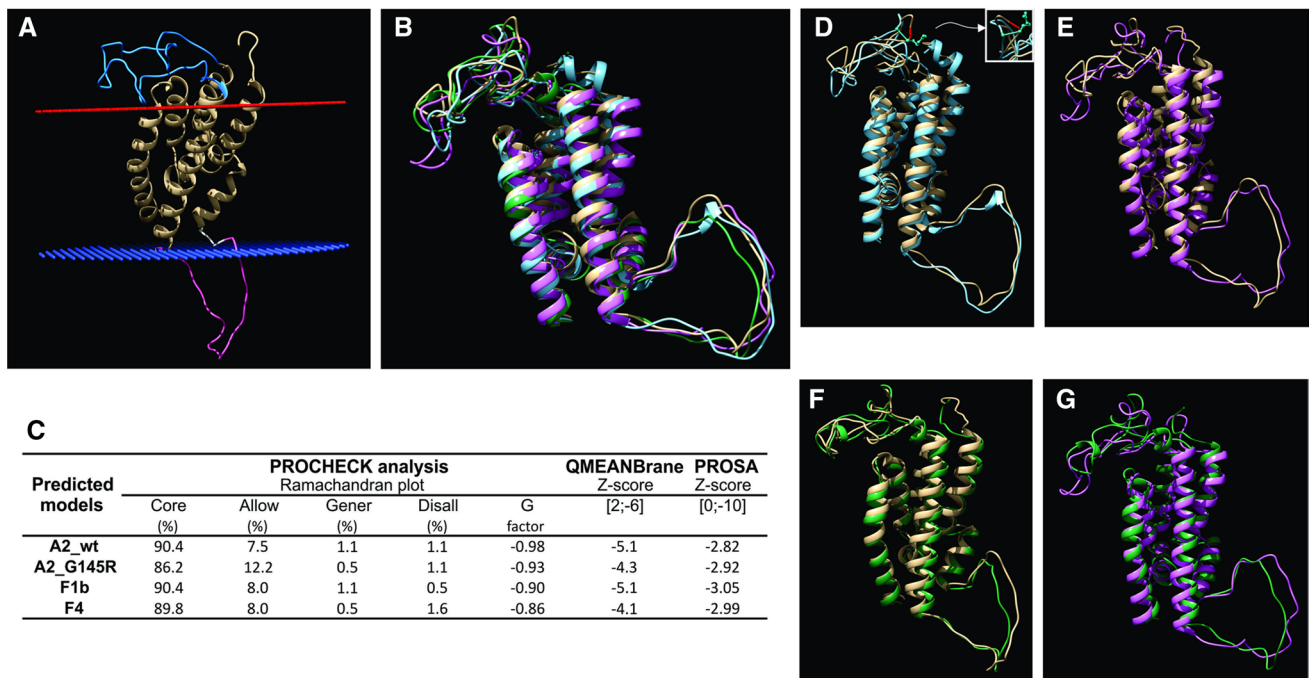 A
B
D
E
C
Predicted models
PROCHECK analysis
Ramachandran plot
QMEANBrane
Z-score
[2;-6]
PROSA
Z-score
[0;-10]
Core (%) Allow (%) Gener (%) Disall (%) G factor
A2_wt 90.4 7.5 1.1 1.1 -0.98 -5.1 -2.82
A2_G145R 86.2 12.2 0.5 1.1 -0.93 -4.3 -2.92
F1b 90.4 8.0 1.1 0.5 -0.90 -5.1 -3.05
F4 89.8 8.0 0.5 1.6 -0.86 -4.1 -2.99
F
G